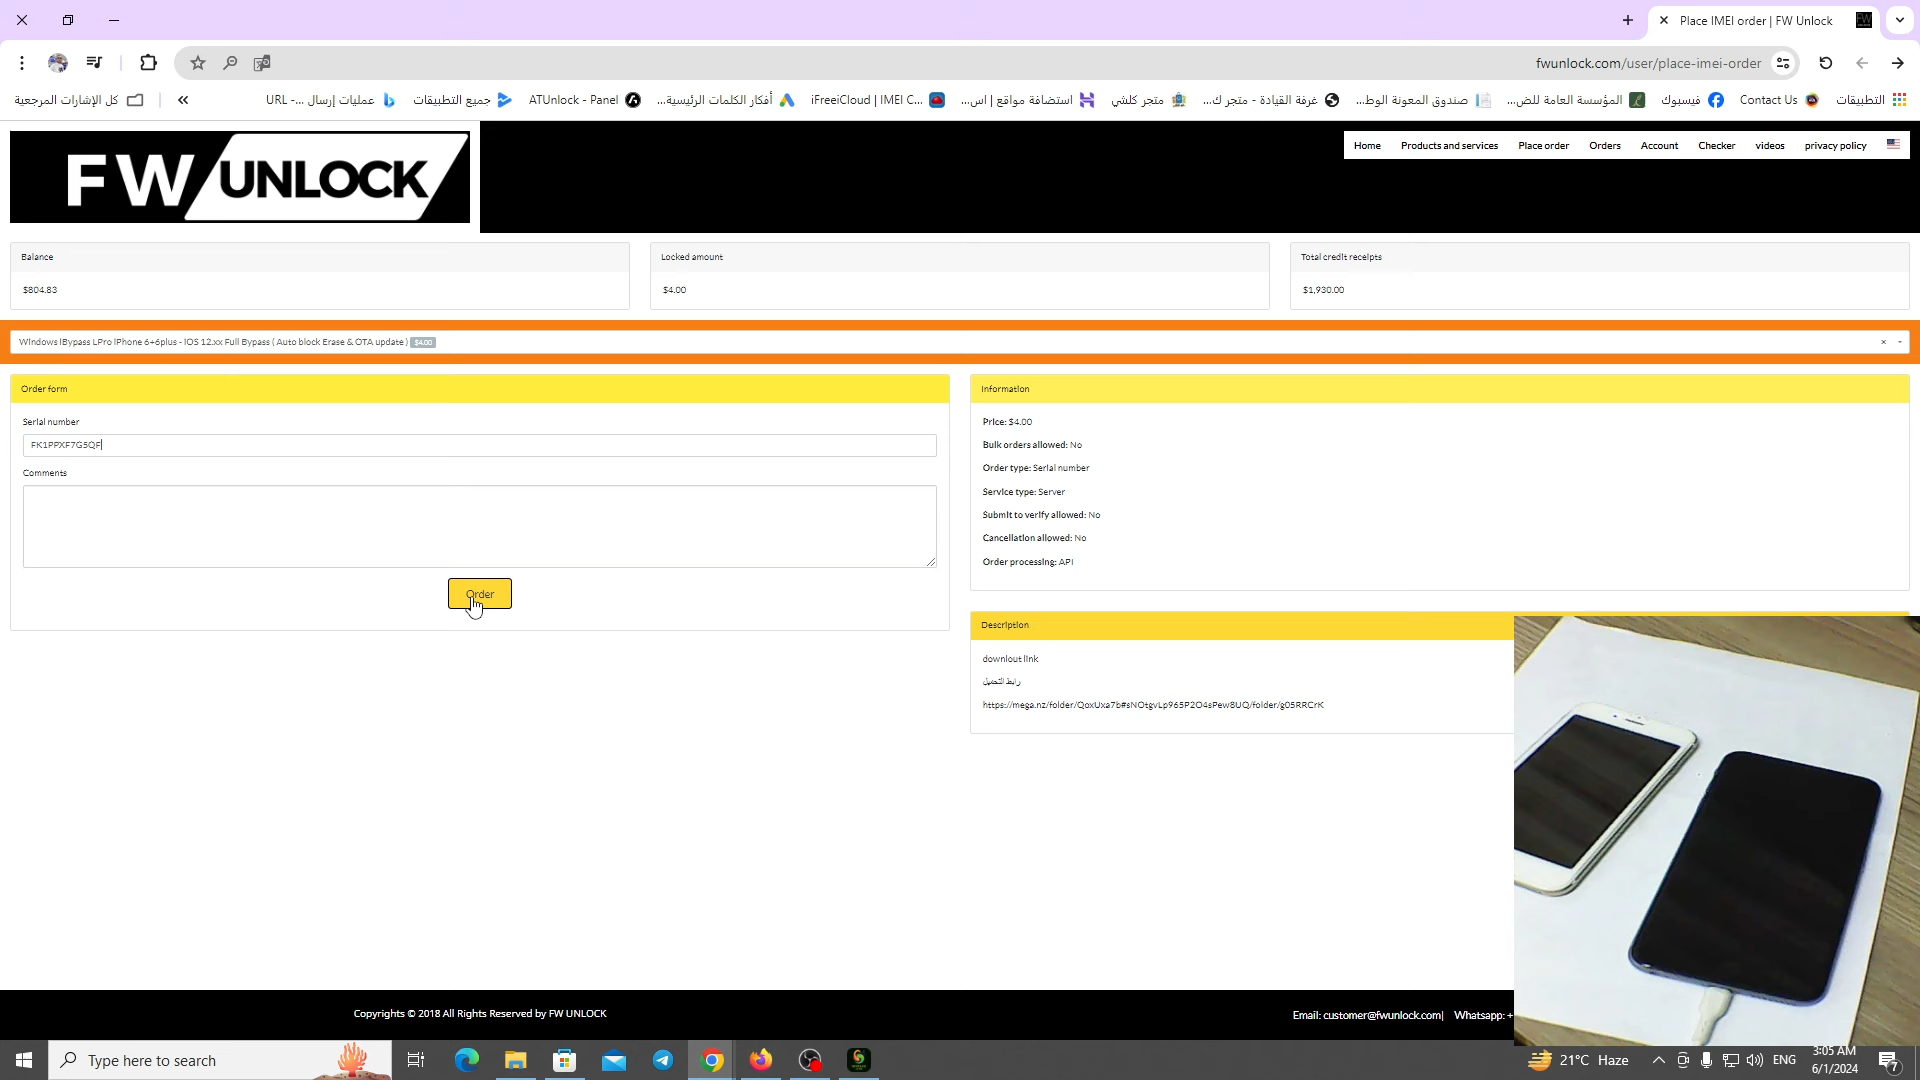 Place IMEI order | FW Unlock
fwunlock.com/user/place-imei-order
كل الإشارات المرجعية
عمليات إرسال ...- URL
جميع التطبيقات
ATUnlock - Panel
أفكار الكلمات الرئيسية...
iFreeiCloud | IMEI C...
استضافة مواقع | اس...
متجر كلشي
غرفة القيادة - متجر ك...
صندوق المعونة الوط...
المؤسسة العامة للض...
فيسبوك
Contact Us
التطبيقات
FW UNLOCK
Home
Products and services
Place order
Orders
Account
Checker
videos
privacy policy
Balance
$804.83
Locked amount
$4.00
Total credit receipts
$1,930.00
Windows iBypass LPro iPhone 6+6plus - iOS 12.xx Full Bypass ( Auto block Erase & OTA update ) $4.00
Order form
Serial number
FK1PPXF7G5QF
Comments
Order
Information
Price: $4.00
Bulk orders allowed: No
Order type: Serial number
Service type: Server
Submit to verify allowed: No
Cancellation allowed: No
Order processing: API
Description
downlout link
رابط التحميل
https://mega.nz/folder/QoxUxa7b#sNOtgvLp965P2O4sPew8UQ/folder/g05RRCrK
Copyrights © 2018 All Rights Reserved by FW UNLOCK
Email: customer@fwunlock.com| Whatsapp: +
Type here to search
21°C Haze
ENG
3:05 AM
6/1/2024
7